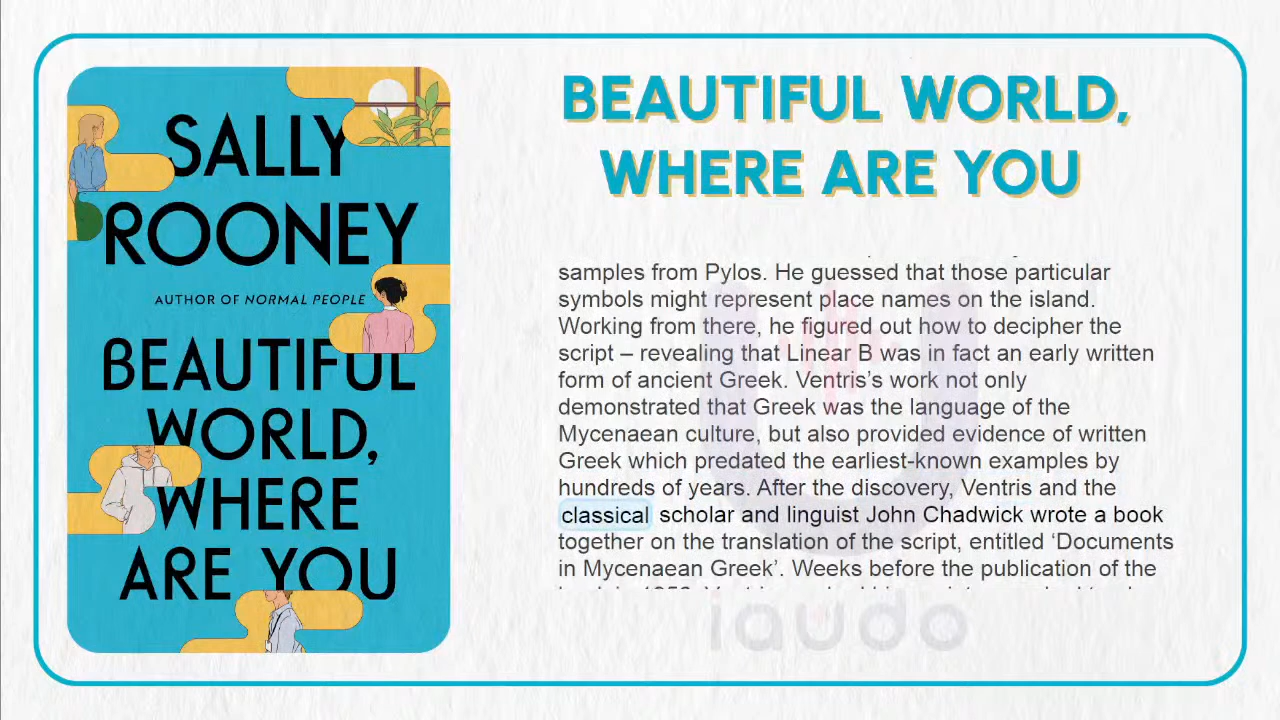 SALLY
ROONEY
AUTHOR OF NORMAL PEOPLE
BEAUTIFUL
WORLD,
WHERE
ARE YOU
BEAUTIFUL WORLD,
WHERE ARE YOU
samples from Pylos. He guessed that those particular
symbols might represent place names on the island.
Working from there, he figured out how to decipher the
script – revealing that Linear B was in fact an early written
form of ancient Greek. Ventris’s work not only
demonstrated that Greek was the language of the
Mycenaean culture, but also provided evidence of written
Greek which predated the earliest-known examples by
hundreds of years. After the discovery, Ventris and the
classical scholar and linguist John Chadwick wrote a book
together on the translation of the script, entitled ‘Documents
in Mycenaean Greek’. Weeks before the publication of the
iaudo